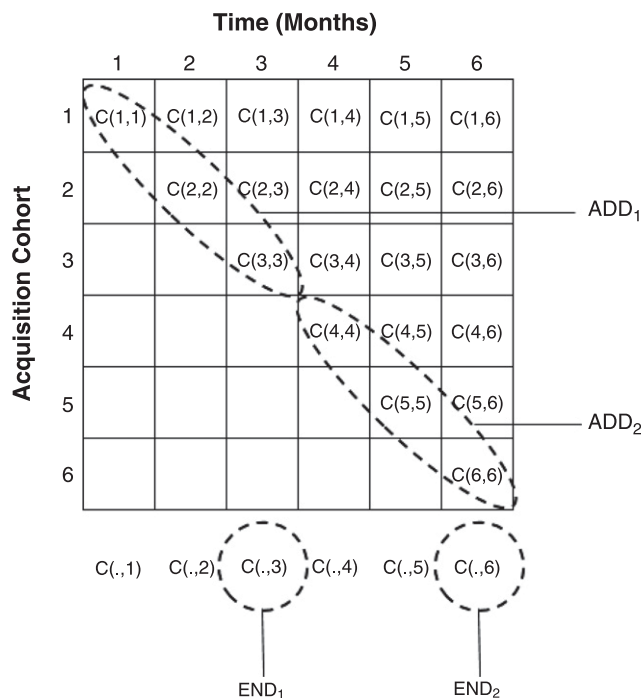 Time (Months)
1 2 3 4 5 6
Acquisition Cohort
1 C(1,1) C(1,2) C(1,3) C(1,4) C(1,5) C(1,6)
2 C(2,2) C(2,3) C(2,4) C(2,5) C(2,6)
ADD₁
3 C(3,3) C(3,4) C(3,5) C(3,6)
4 C(4,4) C(4,5) C(4,6)
5 C(5,5) C(5,6)
ADD₂
6 C(6,6)
C(.,1) C(.,2) C(.,3) C(.,4) C(.,5) C(.,6)
END₁ END₂